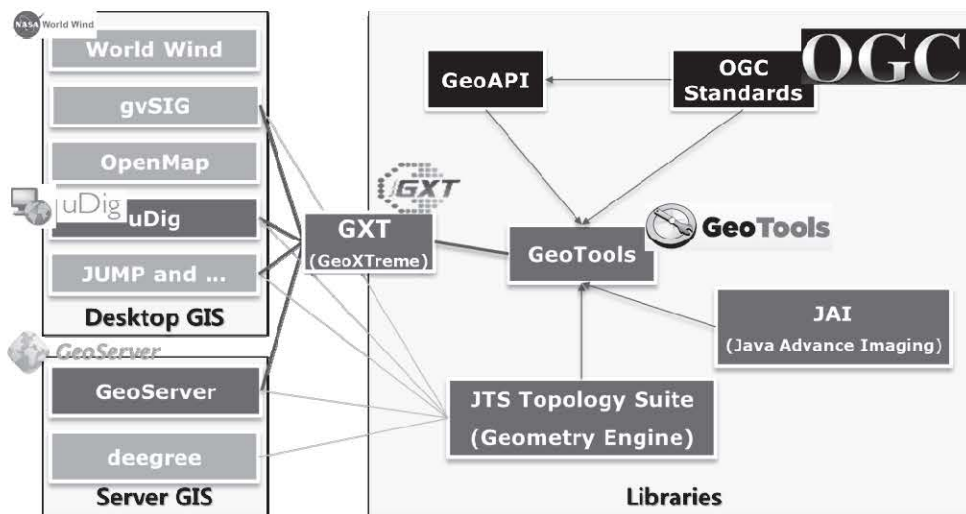 NASA World Wind
World Wind
gvSIG
OpenMap
uDig
uDig
JUMP and ...
Desktop GIS
GeoServer
GeoServer
deegree
Server GIS
GXT
GXT
(GeoXTreme)
GeoAPI
OGC
Standards
OGC
GeoTools
GeoTools
JAI
(Java Advance Imaging)
JTS Topology Suite
(Geometry Engine)
Libraries